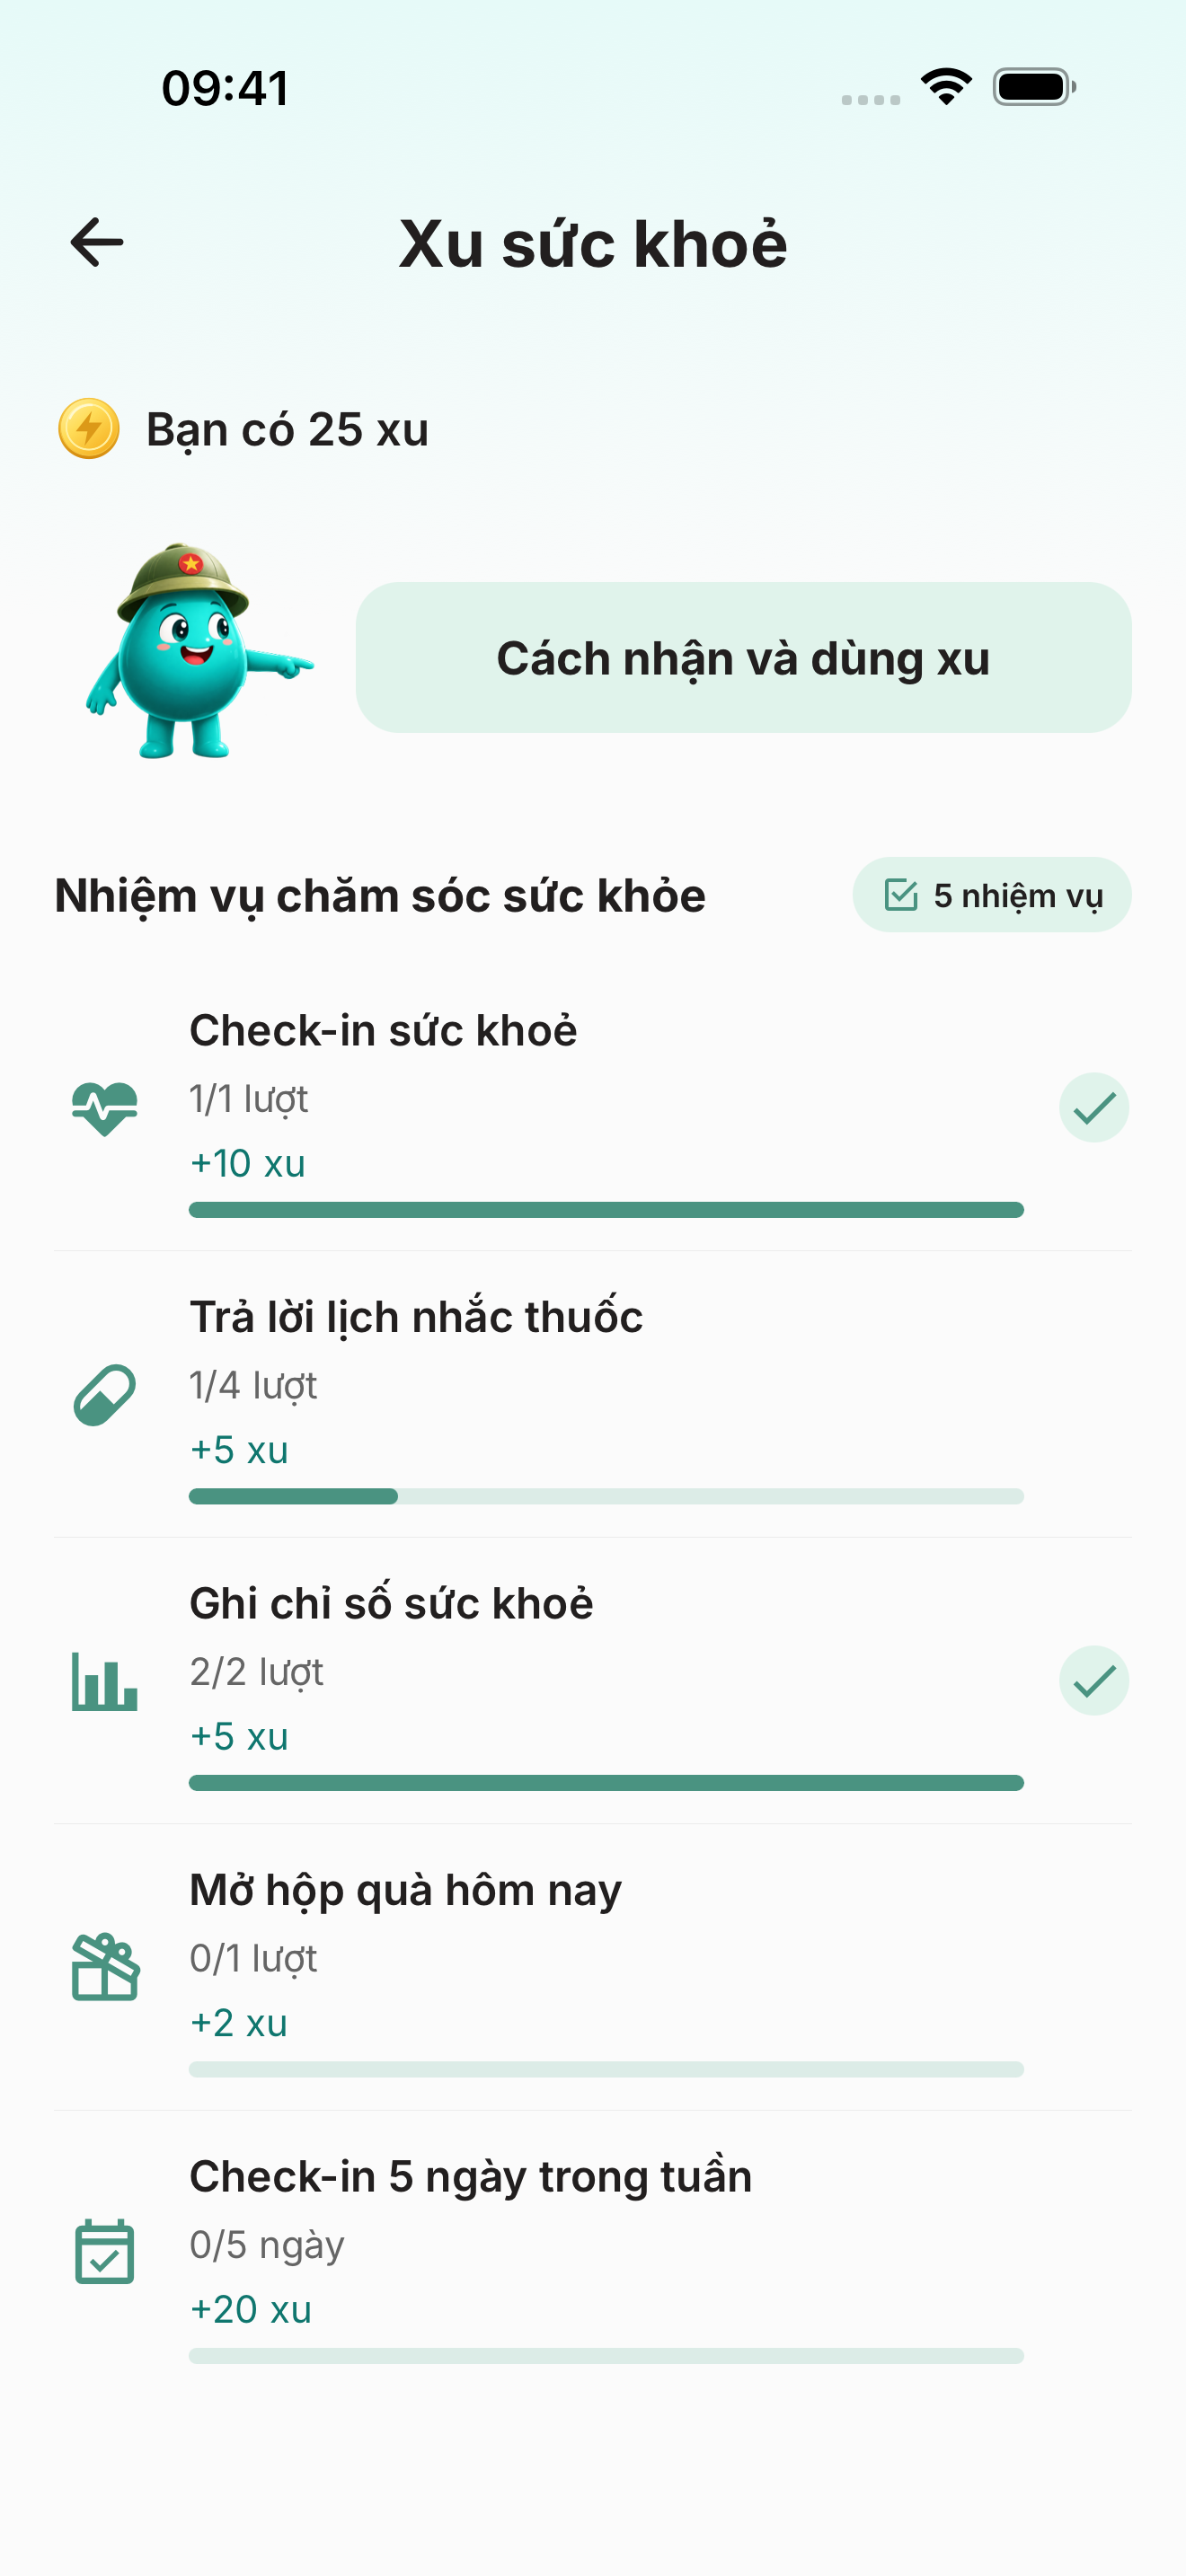 09:41
Xu sức khoẻ
Bạn có 25 xu
Cách nhận và dùng xu
Nhiệm vụ chăm sóc sức khỏe
5 nhiệm vụ
Check-in sức khoẻ
1/1 lượt
+10 xu
Trả lời lịch nhắc thuốc
1/4 lượt
+5 xu
Ghi chỉ số sức khoẻ
2/2 lượt
+5 xu
Mở hộp quà hôm nay
0/1 lượt
+2 xu
Check-in 5 ngày trong tuần
0/5 ngày
+20 xu